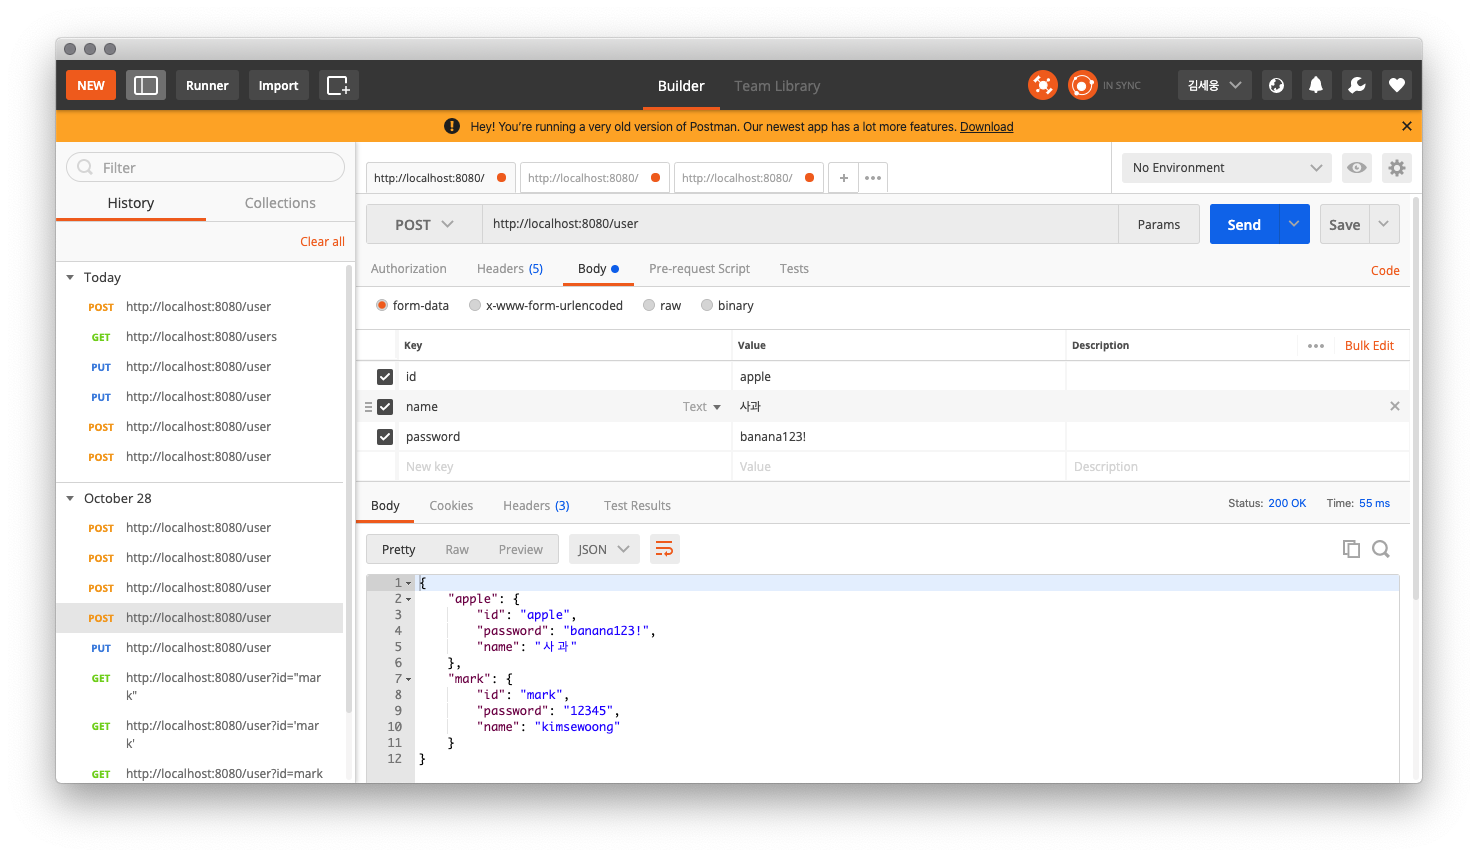 NEW Runner Import Builder Team Library IN SYNC 김세웅
Hey! You're running a very old version of Postman. Our newest app has a lot more features. Download
Filter
History Collections
Clear all
Today
POST http://localhost:8080/user
GET http://localhost:8080/users
PUT http://localhost:8080/user
PUT http://localhost:8080/user
POST http://localhost:8080/user
POST http://localhost:8080/user
October 28
POST http://localhost:8080/user
POST http://localhost:8080/user
POST http://localhost:8080/user
POST http://localhost:8080/user
PUT http://localhost:8080/user
GET http://localhost:8080/user?id="mar
k"
GET http://localhost:8080/user?id='mar
k'
GET http://localhost:8080/user?id=mark
http://localhost:8080/ http://localhost:8080/ http://localhost:8080/ + ••• No Environment
POST http://localhost:8080/user Params Send Save
Authorization Headers (5) Body Pre-request Script Tests Code
form-data x-www-form-urlencoded raw binary
Key Value Description ••• Bulk Edit
id apple
name Text 사과
password banana123!
New key Value Description
Body Cookies Headers (3) Test Results Status: 200 OK Time: 55 ms
Pretty Raw Preview JSON
1 {
2 "apple": {
3 "id": "apple",
4 "password": "banana123!",
5 "name": "사과"
6 },
7 "mark": {
8 "id": "mark",
9 "password": "12345",
10 "name": "kimsewoong"
11 }
12 }